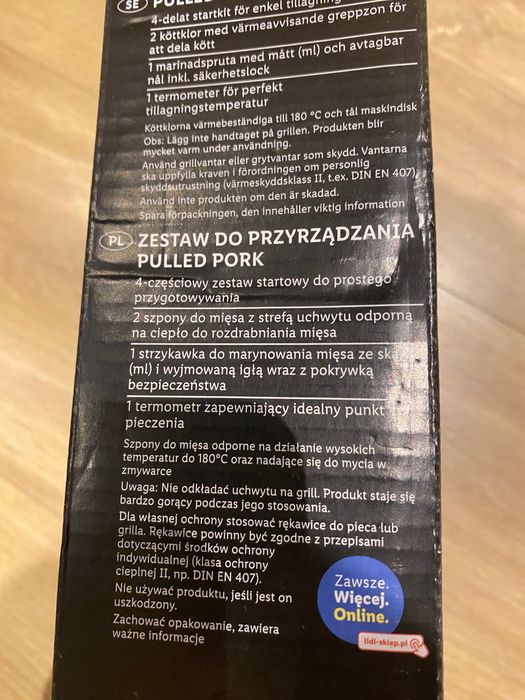 SE PULLED
4-delat startkit för enkel tillagning
2 köttklor med värmeavvisande greppzon för
att dela kött
1 marinadspruta med mått (ml) och avtagbar
nål inkl. säkerhetslock
1 termometer för perfekt
tillagningstemperatur
Köttklorna värmebeständiga till 180 °C och tål maskindisk
Obs: Lägg inte handtaget på grillen. Produkten blir
mycket varm under användning.
Använd grillvantar eller grytvantar som skydd. Vantarna
ska uppfylla kraven i förordningen om personlig
skyddsutrustning (värmeskyddsklass II, t.ex. DIN EN 407).
Använd inte produkten om den är skadad.
Spara förpackningen, den innehåller viktig information
PL ZESTAW DO PRZYRZĄDZANIA
PULLED PORK
4-częściowy zestaw startowy do prostego
przygotowywania
2 szpony do mięsa z strefą uchwytu odporną
na ciepło do rozdrabniania mięsa
1 strzykawka do marynowania mięsa ze
(ml) i wyjmowaną igłą wraz z pokrywką
bezpieczeństwa
1 termometr zapewniający idealny punkt
pieczenia
Szpony do mięsa odporne na działanie wysokich
temperatur do 180°C oraz nadające się do mycia w
zmywarce
Uwaga: Nie odkładać uchwytu na grill. Produkt staje się
bardzo gorący podczas jego stosowania.
Dla własnej ochrony stosować rękawice do pieca lub
grilla. Rękawice powinny być zgodne z przepisami
dotyczącymi środków ochrony
indywidualnej (klasa ochrony
cieplnej II, np. DIN EN 407).
Nie używać produktu, jeśli jest on
uszkodzony.
Zachować opakowanie, zawiera
ważne informacje
Zawsze.
Więcej.
Online.
lidl-sklep.pl